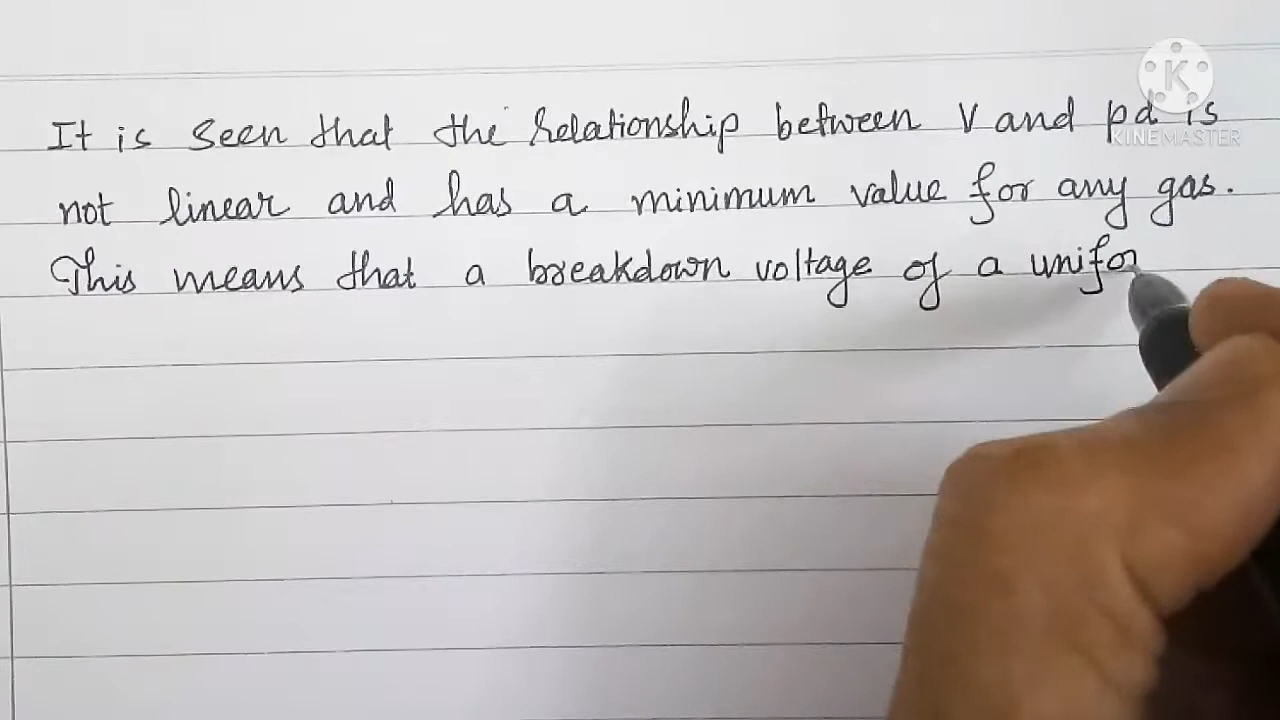 It is seen that the relationship between V and pd is
not linear and has a minimum value for any gas.
This means that a breakdown voltage of a unifor
K
KINEMASTER